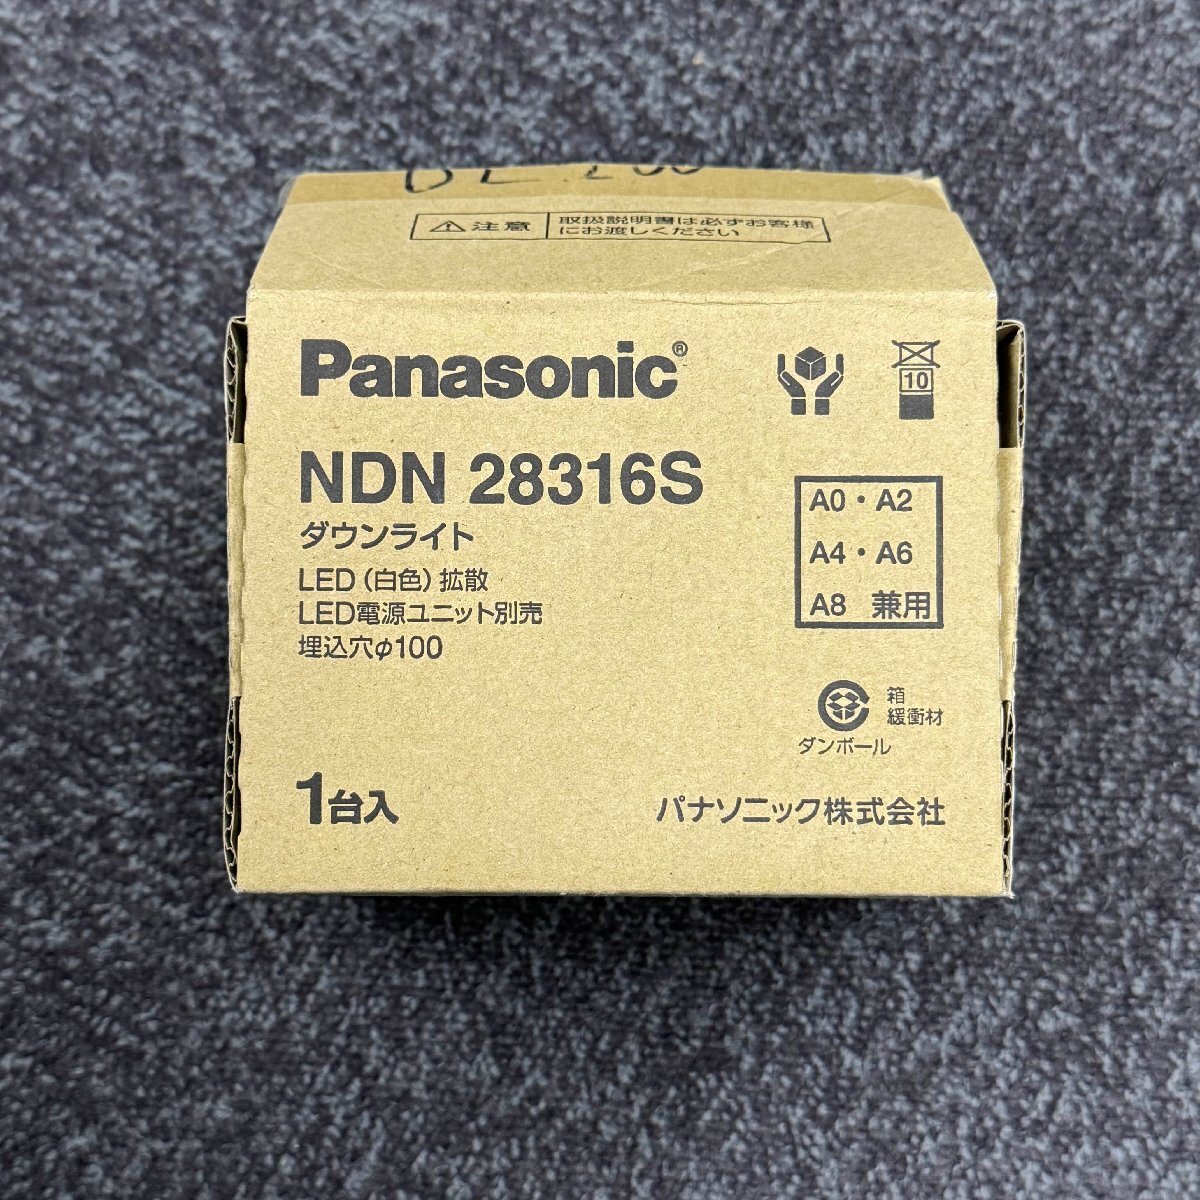 ⚠注意 取扱説明書は必ずお客様
にお渡しください
Panasonic®
10
NDN 28316S
ダウンライト
LED(白色)拡散
LED電源ユニット別売
埋込穴φ100
A0・A2
A4・A6
A8 兼用
箱
緩衝材
ダンボール
1台入
パナソニック株式会社